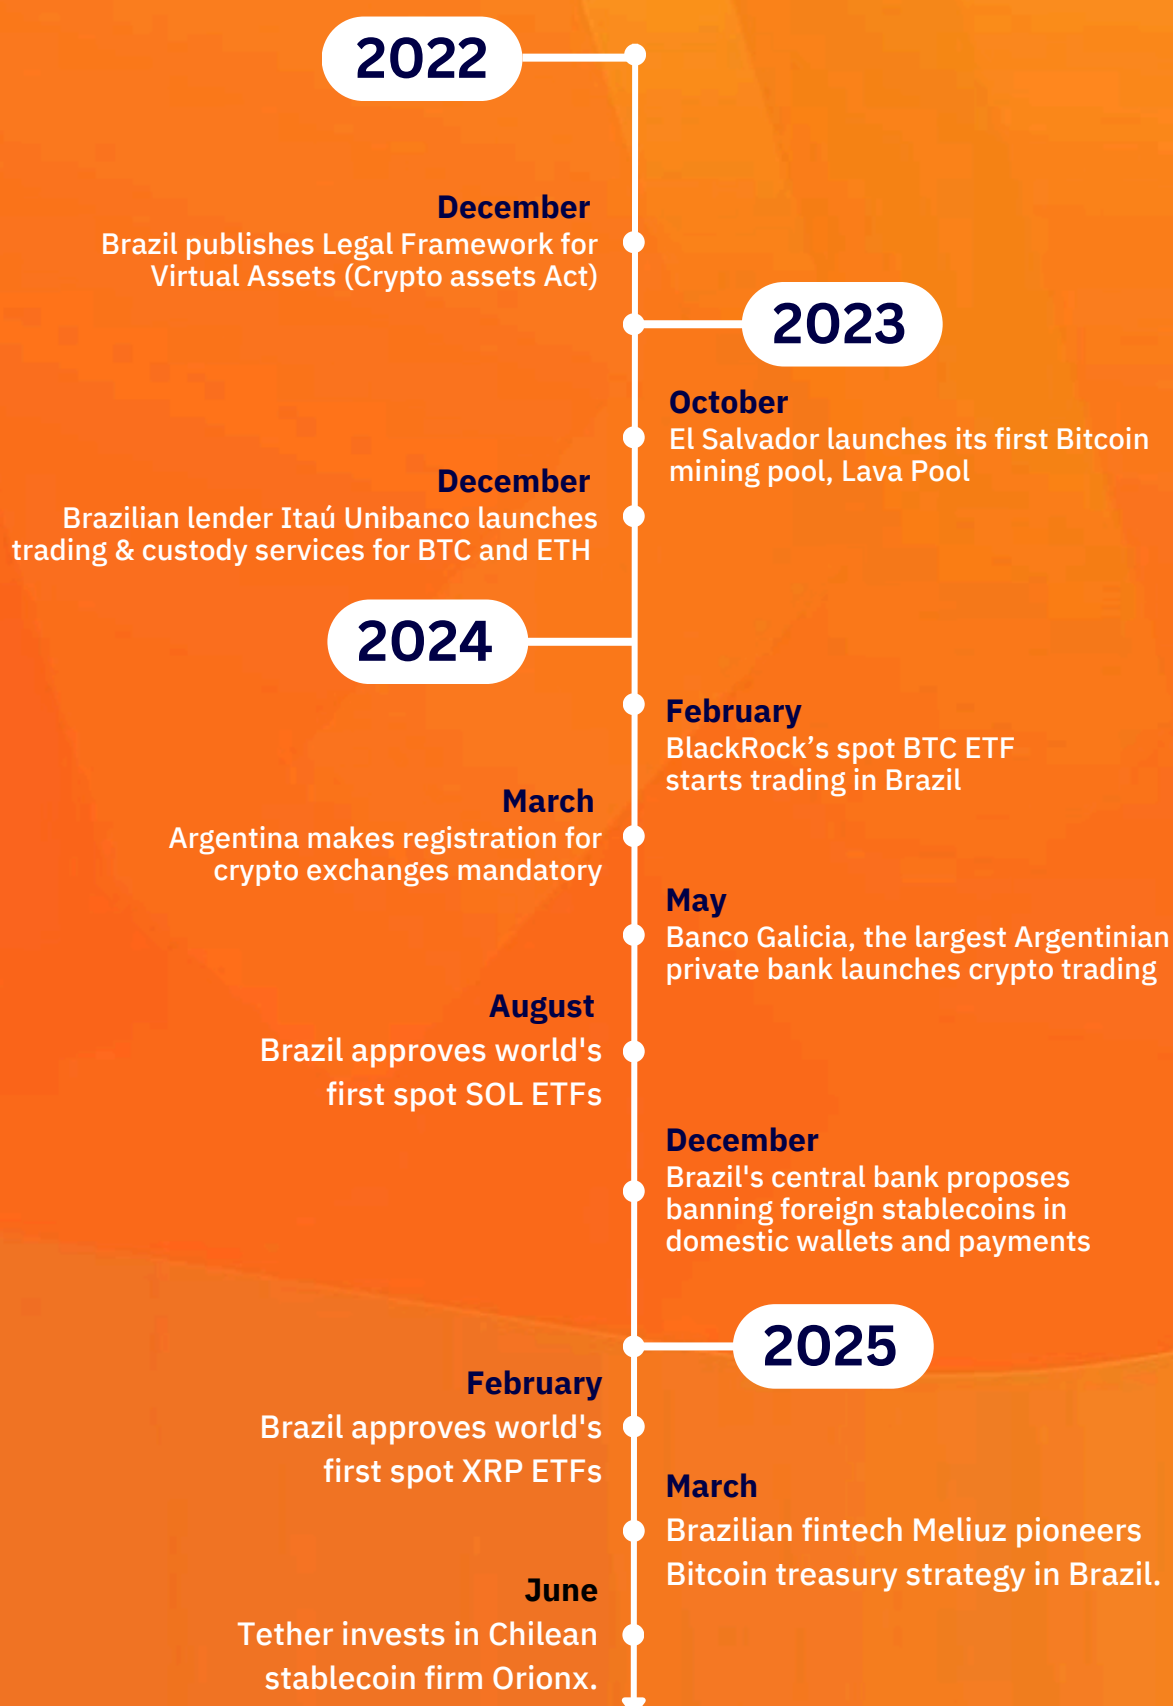 2022
December
Brazil publishes Legal Framework for
Virtual Assets (Crypto assets Act)
2023
October
El Salvador launches its first Bitcoin
mining pool, Lava Pool
December
Brazilian lender Itaú Unibanco launches
trading & custody services for BTC and ETH
2024
February
BlackRock’s spot BTC ETF
starts trading in Brazil
March
Argentina makes registration for
crypto exchanges mandatory
May
Banco Galicia, the largest Argentinian
private bank launches crypto trading
August
Brazil approves world's
first spot SOL ETFs
December
Brazil's central bank proposes
banning foreign stablecoins in
domestic wallets and payments
2025
February
Brazil approves world's
first spot XRP ETFs
March
Brazilian fintech Meliuz pioneers
Bitcoin treasury strategy in Brazil.
June
Tether invests in Chilean
stablecoin firm Orionx.